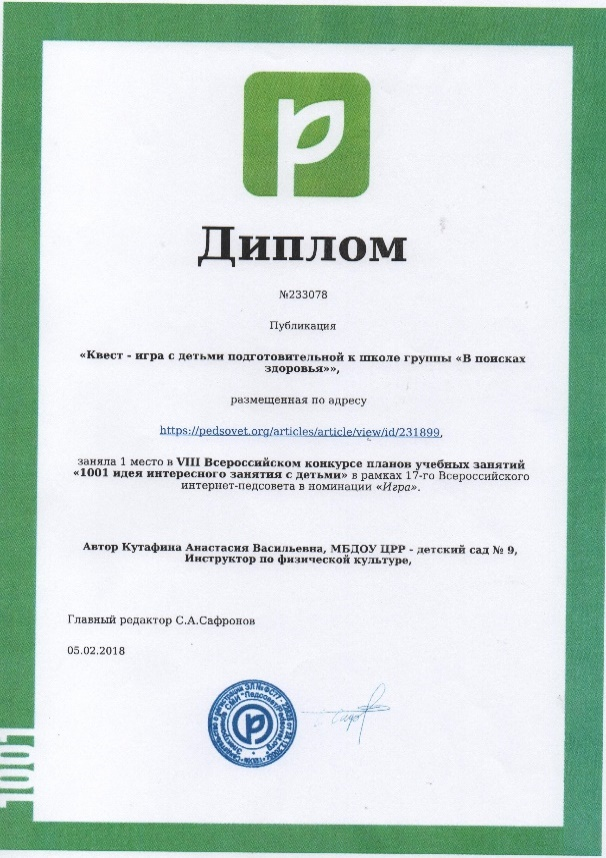 Диплом
№233078
Публикация
«Квест - игра с детьми подготовительной к школе группы «В поисках
здоровья»»,
размещенная по адресу
https://pedsovet.org/articles/article/view/id/231899,
заняла 1 место в VIII Всероссийском конкурсе планов учебных занятий
«1001 идея интересного занятия с детьми» в рамках 17-го Всероссийского
интернет-педсовета в номинации «Игра».
Автор Кутафина Анастасия Васильевна, МБДОУ ЦРР - детский сад № 9,
Инструктор по физической культуре,
Главный редактор С.А.Сафронов
05.02.2018
1001